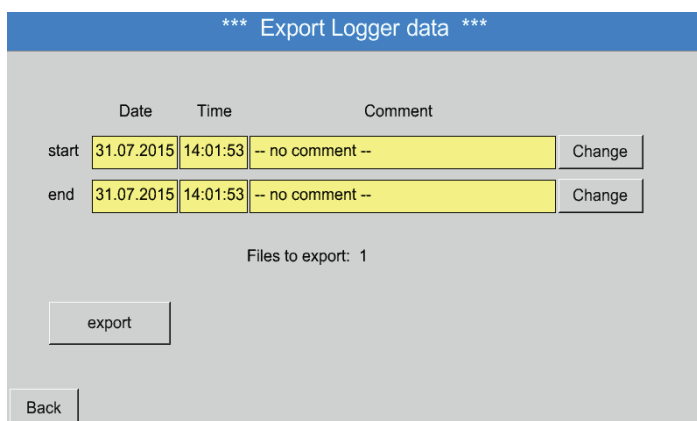 *** Export Logger data ***
Date Time Comment
start 31.07.2015 14:01:53 -- no comment -- Change
end 31.07.2015 14:01:53 -- no comment -- Change
Files to export: 1
export
Back